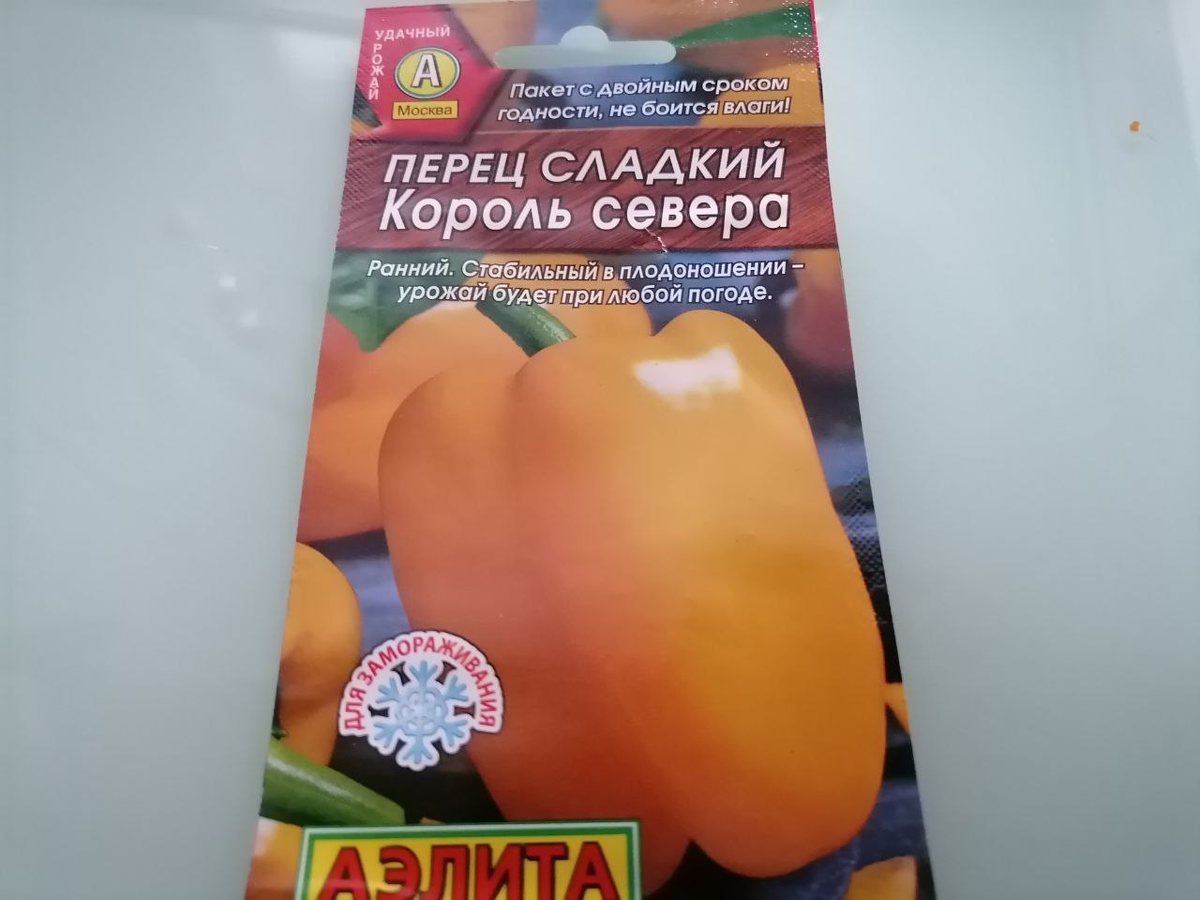 УДАЧНЫЙ
УРОЖАЙ
А
Москва
Пакет с двойным сроком
годности, не боится влаги!
ПЕРЕЦ СЛАДКИЙ
Король севера
Ранний. Стабильный в плодоношении –
урожай будет при любой погоде.
ДЛЯ ЗАМОРАЖИВАНИЯ
АЭЛИТА